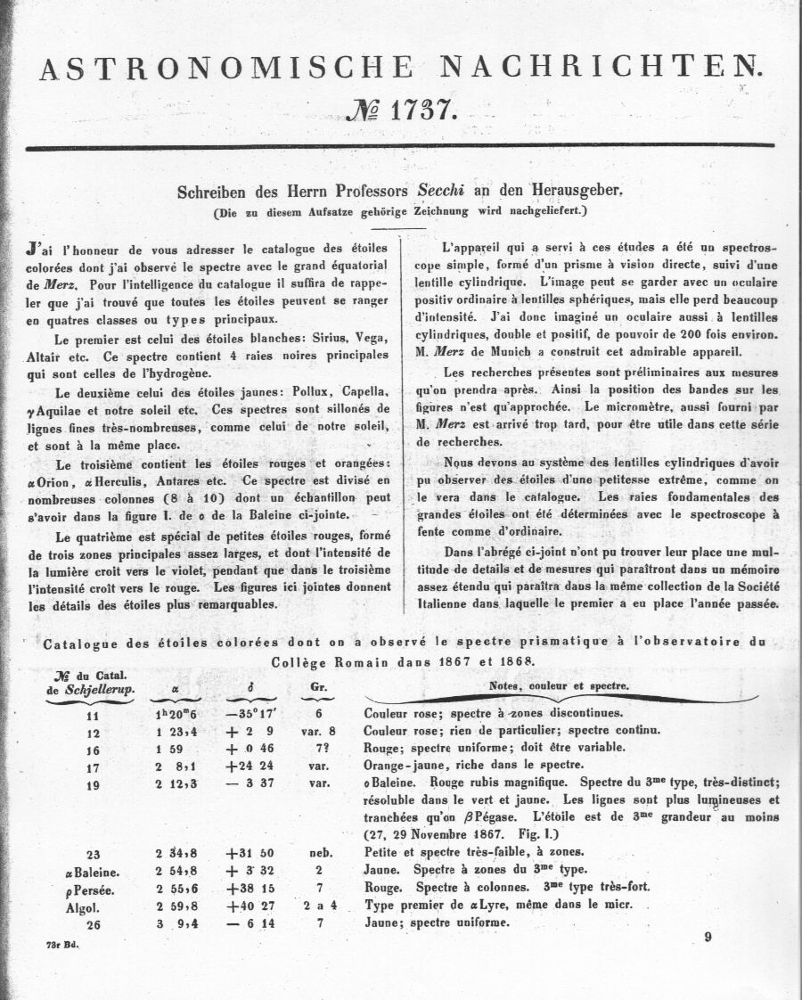 ASTRONOMISCHE NACHRICHTEN.
№ 1737.
Schreiben des Herrn Professors Secchi an den Herausgeber.
(Die zu diesem Aufsatze gehörige Zeichnung wird nachgeliefert.)
J'ai l'honneur de vous adresser le catalogue des étoiles
colorées dont j'ai observé le spectre avec le grand équatorial
de Merz. Pour l'intelligence du catalogue il suffira de rappe-
ler que j'ai trouvé que toutes les étoiles peuvent se ranger
en quatres classes ou types principaux.
Le premier est celui des étoiles blanches: Sirius, Vega,
Altair etc. Ce spectre contient 4 raies noires principales
qui sont celles de l'hydrogène.
Le deuxième celui des étoiles jaunes: Pollux, Capella,
γ Aquilae et notre soleil etc. Ces spectres sont sillonés de
lignes fines très-nombreuses, comme celui de notre soleil,
et sont à la même place.
Le troisième contient les étoiles rouges et orangées:
α Orion, α Herculis, Antares etc. Ce spectre est divisé en
nombreuses colonnes (8 à 10) dont un échantillon peut
s'avoir dans la figure I. de o de la Baleine ci-jointe.
Le quatrième est spécial de petites étoiles rouges, formé
de trois zones principales assez larges, et dont l'intensité de
la lumière croit vers le violet, pendant que dans le troisième
l'intensité croît vers le rouge. Les figures ici jointes donnent
les détails des étoiles plus remarquables.
L'appareil qui a servi à ces études a été un spectros-
cope simple, formé d'un prisme à vision directe, suivi d'une
lentille cylindrique. L'image peut se garder avec un oculaire
positiv ordinaire à lentilles sphériques, mais elle perd beaucoup
d'intensité. J'ai donc imaginé un oculaire aussi à lentilles
cylindriques, double et positif, de pouvoir de 200 fois environ.
M. Merz de Munich a construit cet admirable appareil.
Les recherches présentes sont préliminaires aux mesures
qu'on prendra après. Ainsi la position des bandes sur les
figures n'est qu'approchée. Le micromètre, aussi fourni par
M. Merz est arrivé trop tard, pour être utile dans cette série
de recherches.
Nous devons au système des lentilles cylindriques d'avoir
pu observer des étoiles d'une petitesse extrême, comme on
le vera dans le catalogue. Les raies fondamentales des
grandes étoiles ont été déterminées avec le spectroscope à
fente comme d'ordinaire.
Dans l'abrégé ci-joint n'ont pu trouver leur place une mul-
titude de details et de mesures qui paraîtront dans un mémoire
assez étendu qui paraîtra dans la même collection de la Société
Italienne dans laquelle le premier a eu place l'année passée.
Catalogue des étoiles colorées dont on a observé le spectre prismatique à l'observatoire du
Collège Romain dans 1867 et 1868.
№ du Catal.
de Schjellerup. α δ Gr. Notes, couleur et spectre.
11 1h20m6 —35°17' 6 Couleur rose; spectre à zones discontinues.
12 1 23,4 + 2 9 var. 8 Couleur rose; rien de particulier; spectre continu.
16 1 59 + 0 46 7? Rouge; spectre uniforme; doit être variable.
17 2 8,1 +24 24 var. Orange-jaune, riche dans le spectre.
19 2 12,3 — 3 37 var. o Baleine. Rouge rubis magnifique. Spectre du 3me type, très-distinct;
résoluble dans le vert et jaune. Les lignes sont plus lumineuses et
tranchées qu'on β Pégase. L'étoile est de 3me grandeur au moins
(27, 29 Novembre 1867. Fig. I.)
23 2 34,8 +31 50 neb. Petite et spectre très-faible, à zones.
α Baleine. 2 54,8 + 3 32 2 Jaune. Spectre à zones du 3me type.
ρ Persée. 2 55,6 +38 15 7 Rouge. Spectre à colonnes. 3me type très-fort.
Algol. 2 59,8 +40 27 2 a 4 Type premier de α Lyre, même dans le micr.
26 3 9,4 — 6 14 7 Jaune; spectre uniforme.
73r Bd. 9